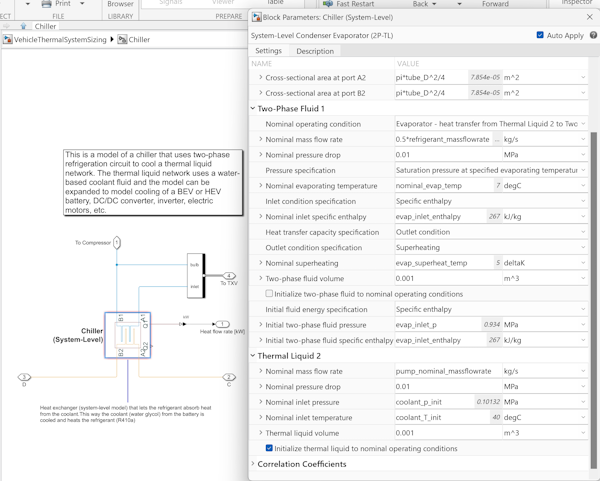 Print
Browser
Signals
Viewer
Table
Fast Restart
Back
Forward
Inspector
ECT
FILE
LIBRARY
PREPARE
Chiller
VehicleThermalSystemSizing
Chiller
This is a model of a chiller that uses two-phase
refrigeration circuit to cool a thermal liquid
network. The thermal liquid network uses a water-
based coolant fluid and the model can be
expanded to model cooling of a BEV or HEV
battery, DC/DC converter, inverter, electric
motors, etc.
To Compressor
1
bulb
inlet
4
To TXV
B1
A1
Q1
B2
A2
Q2
Chiller
(System-Level)
kW
1
Heat flow rate [kW]
3
D
2
C
Heat exchanger (system-level model) that lets the refrigerant absorb heat
from the coolant.This way the coolant (water glycol) from the battery is
cooled and heats the refrigerant (R410a)
Block Parameters: Chiller (System-Level)
System-Level Condenser Evaporator (2P-TL)
Auto Apply
Settings
Description
NAME
VALUE
Cross-sectional area at port A2 pi*tube_D^2/4 7.854e-05 m^2
Cross-sectional area at port B2 pi*tube_D^2/4 7.854e-05 m^2
Two-Phase Fluid 1
Nominal operating condition Evaporator - heat transfer from Thermal Liquid 2 to Two
Nominal mass flow rate 0.5*refrigerant_massflowrate ... kg/s
Nominal pressure drop 0.01 MPa
Pressure specification Saturation pressure at specified evaporating temperatur
Nominal evaporating temperature nominal_evap_temp 7 degC
Inlet condition specification Specific enthalpy
Nominal inlet specific enthalpy evap_inlet_enthalpy 267 kJ/kg
Heat transfer capacity specification Outlet condition
Outlet condition specification Superheating
Nominal superheating evap_superheat_temp 5 deltaK
Two-phase fluid volume 0.001 m^3
Initialize two-phase fluid to nominal operating conditions
Initial fluid energy specification Specific enthalpy
Initial two-phase fluid pressure evap_inlet_p 0.934 MPa
Initial two-phase fluid specific enthalpy evap_inlet_enthalpy 267 kJ/kg
Thermal Liquid 2
Nominal mass flow rate pump_nominal_massflowrate kg/s
Nominal pressure drop 0.01 MPa
Nominal inlet pressure coolant_p_init 0.10132 MPa
Nominal inlet temperature coolant_T_init 40 degC
Thermal liquid volume 0.001 m^3
Initialize thermal liquid to nominal operating conditions
Correlation Coefficients